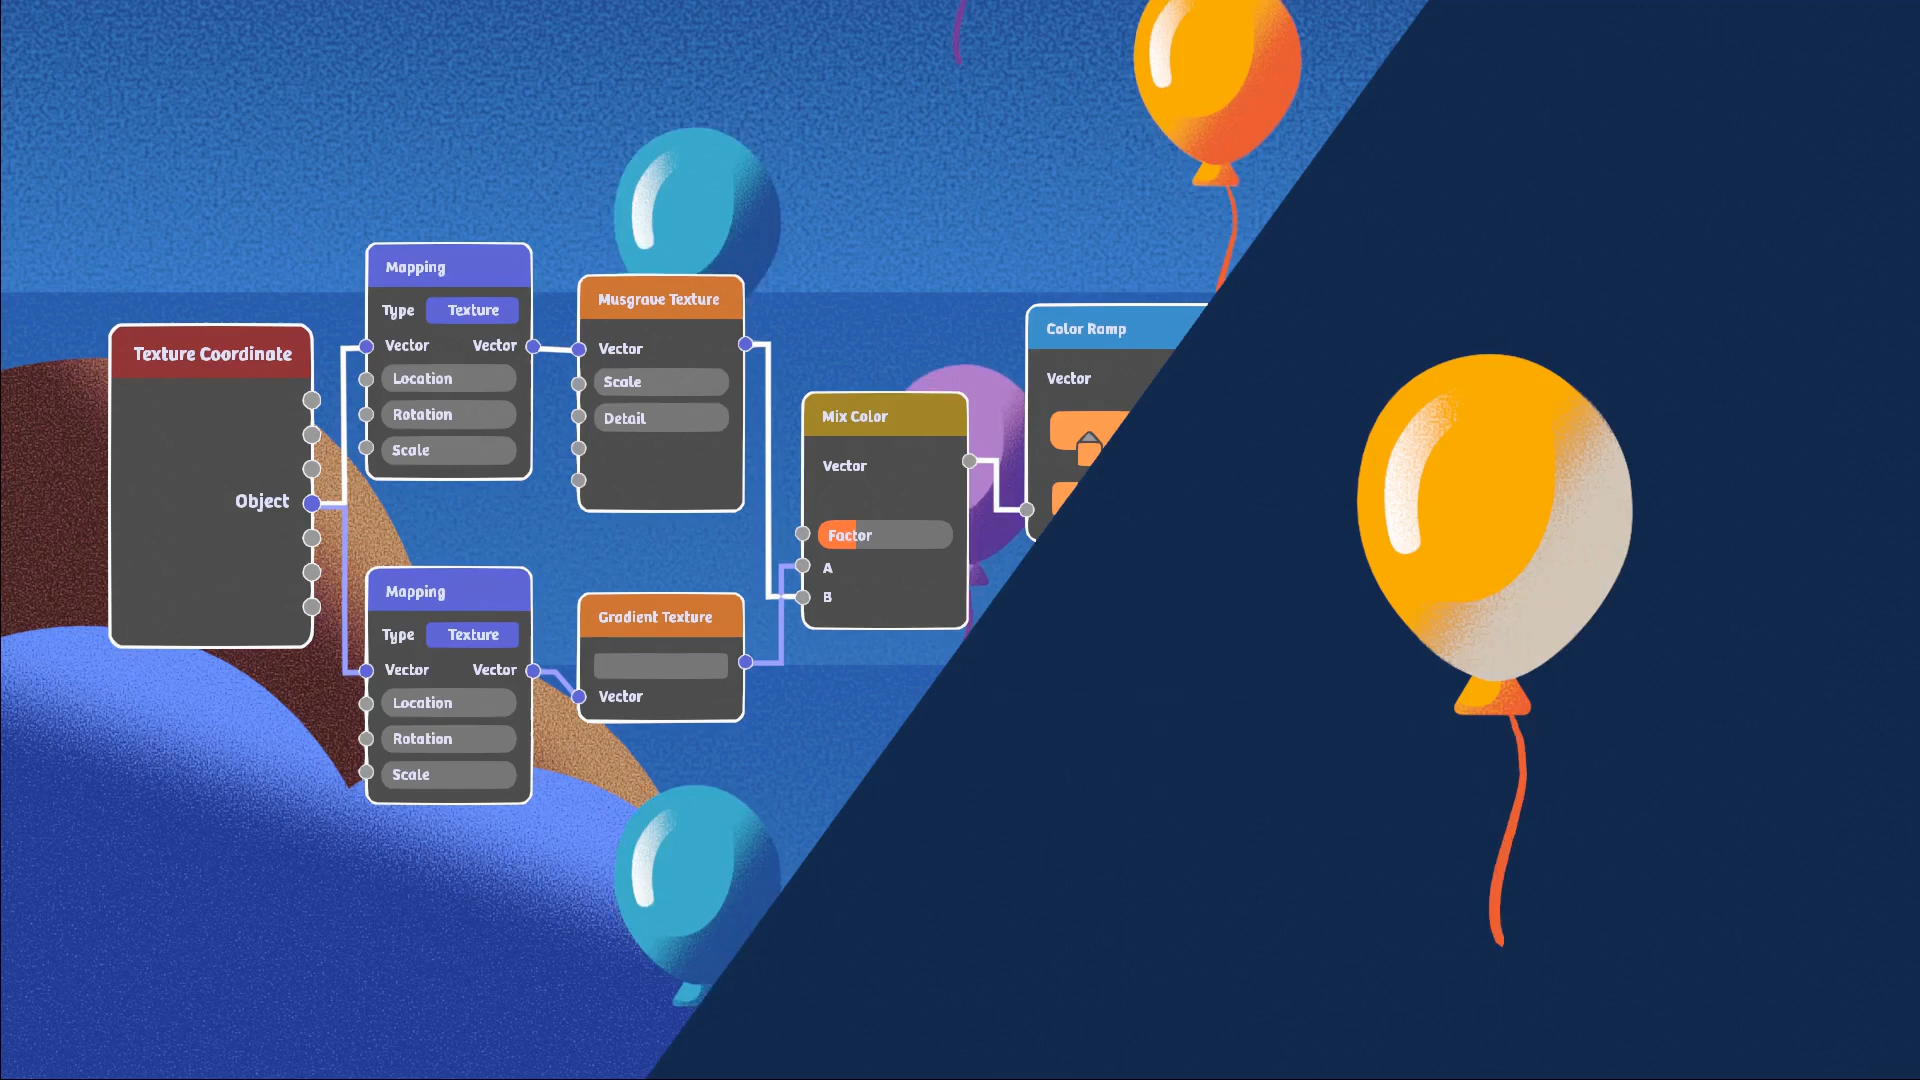 Texture Coordinate
Object
Mapping
Type Texture
Vector Vector
Location
Rotation
Scale
Musgrave Texture
Vector
Scale
Detail
Mapping
Type Texture
Vector Vector
Location
Rotation
Scale
Gradient Texture
Vector
Mix Color
Vector
Factor
A
B
Color Ramp
Vector